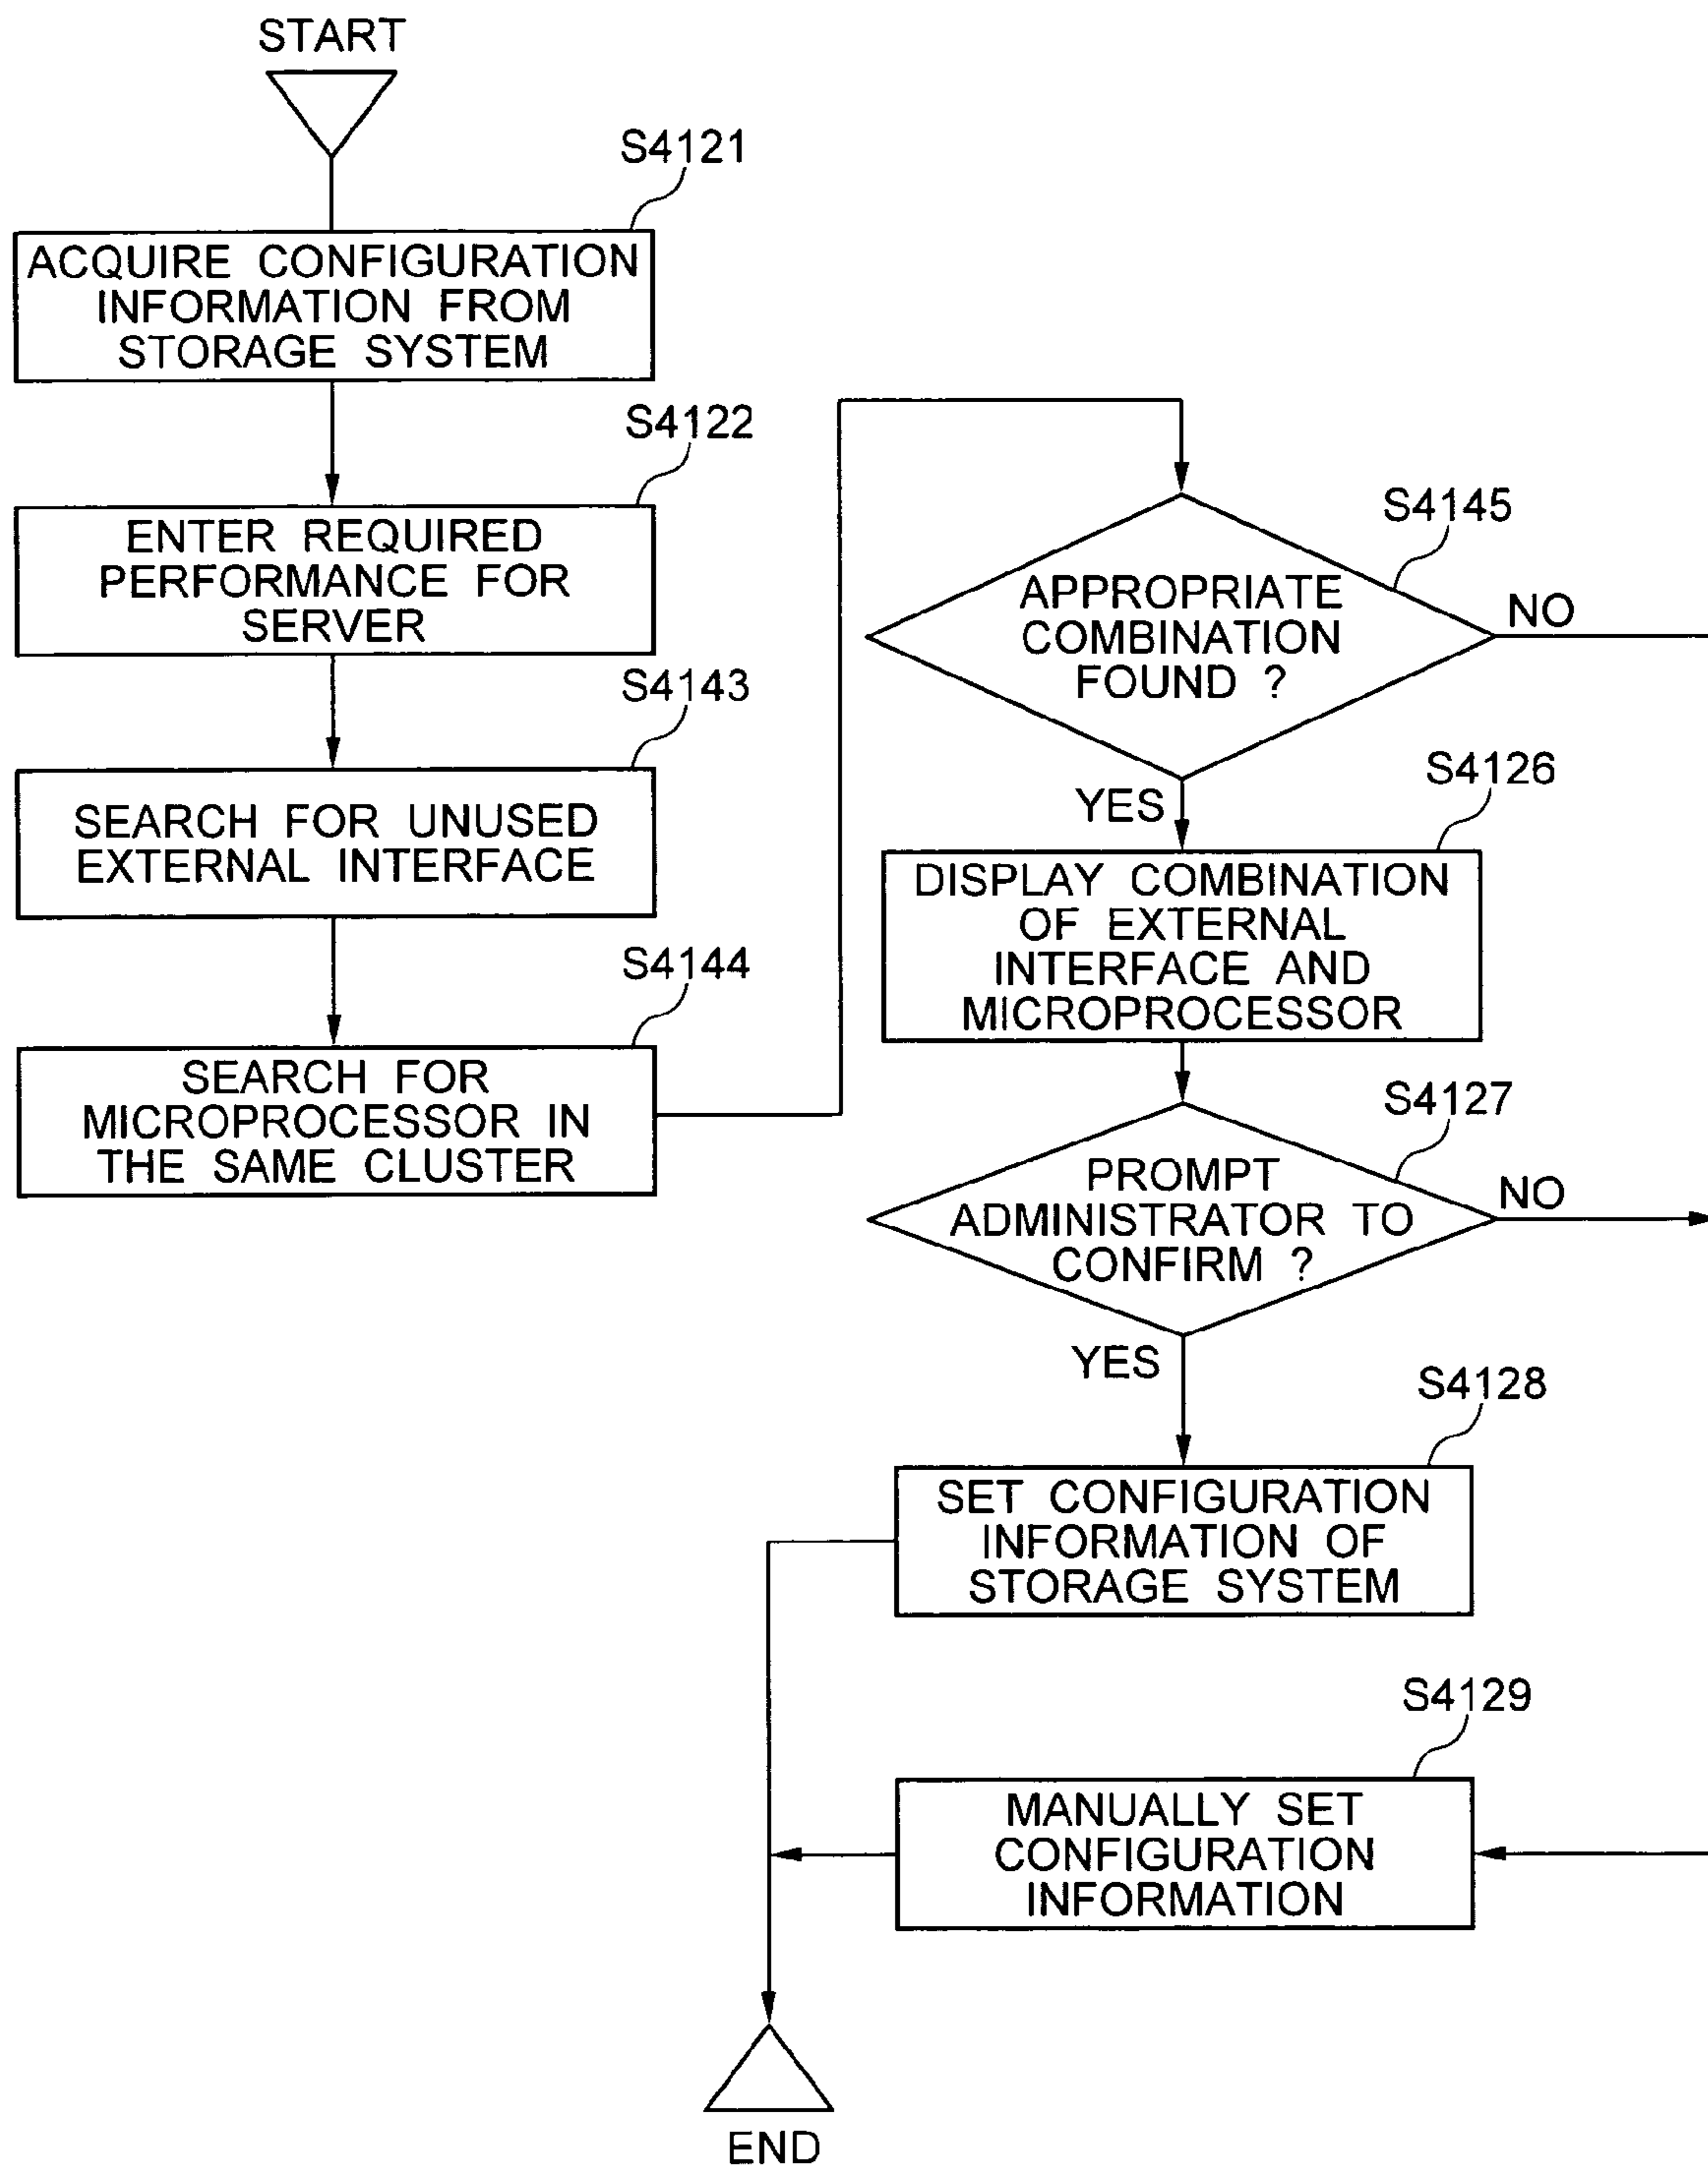 START
S4121
ACQUIRE CONFIGURATION
INFORMATION FROM
STORAGE SYSTEM
S4122
ENTER REQUIRED
PERFORMANCE FOR
SERVER
S4143
SEARCH FOR UNUSED
EXTERNAL INTERFACE
S4144
SEARCH FOR
MICROPROCESSOR IN
THE SAME CLUSTER
S4145
APPROPRIATE
COMBINATION
FOUND ?
NO
YES
S4126
DISPLAY COMBINATION
OF EXTERNAL
INTERFACE AND
MICROPROCESSOR
S4127
PROMPT
ADMINISTRATOR TO
CONFIRM ?
NO
YES
S4128
SET CONFIGURATION
INFORMATION OF
STORAGE SYSTEM
S4129
MANUALLY SET
CONFIGURATION
INFORMATION
END